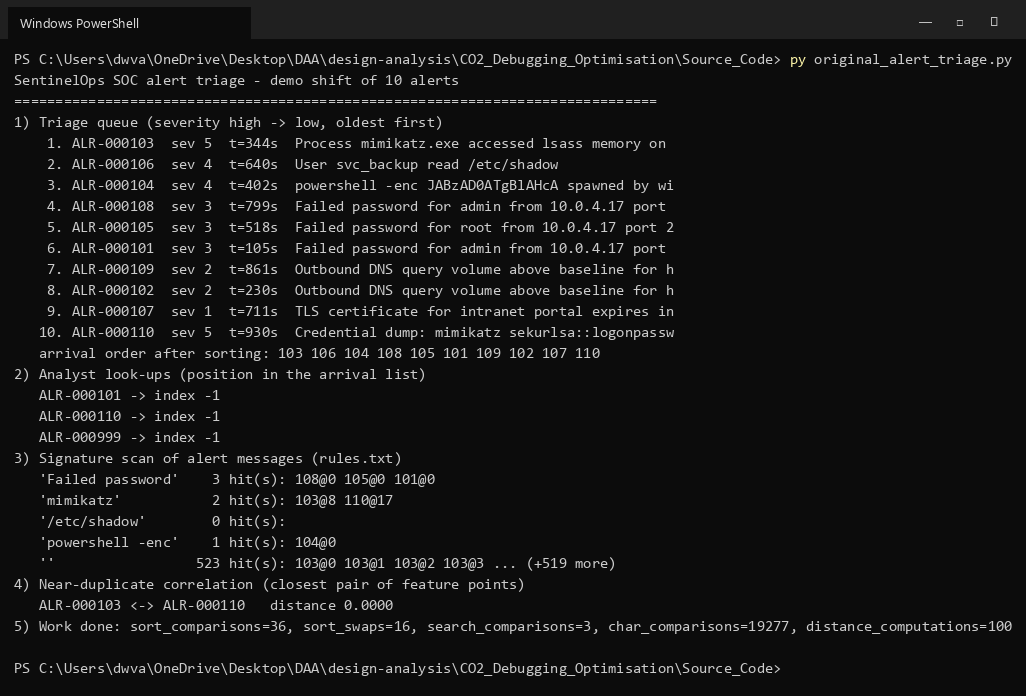 Windows PowerShell
PS C:\Users\dwva\OneDrive\Desktop\DAA\design-analysis\CO2_Debugging_Optimisation\Source_Code> py original_alert_triage.py
SentinelOps SOC alert triage - demo shift of 10 alerts
==============================================================================
1) Triage queue (severity high -> low, oldest first)
    1. ALR-000103  sev 5  t=344s  Process mimikatz.exe accessed lsass memory on
    2. ALR-000106  sev 4  t=640s  User svc_backup read /etc/shadow
    3. ALR-000104  sev 4  t=402s  powershell -enc JABzAD0ATgBlAHcA spawned by wi
    4. ALR-000108  sev 3  t=799s  Failed password for admin from 10.0.4.17 port
    5. ALR-000105  sev 3  t=518s  Failed password for root from 10.0.4.17 port 2
    6. ALR-000101  sev 3  t=105s  Failed password for admin from 10.0.4.17 port
    7. ALR-000109  sev 2  t=861s  Outbound DNS query volume above baseline for h
    8. ALR-000102  sev 2  t=230s  Outbound DNS query volume above baseline for h
    9. ALR-000107  sev 1  t=711s  TLS certificate for intranet portal expires in
   10. ALR-000110  sev 5  t=930s  Credential dump: mimikatz sekurlsa::logonpassw
   arrival order after sorting: 103 106 104 108 105 101 109 102 107 110
2) Analyst look-ups (position in the arrival list)
   ALR-000101 -> index -1
   ALR-000110 -> index -1
   ALR-000999 -> index -1
3) Signature scan of alert messages (rules.txt)
   'Failed password'    3 hit(s): 108@0 105@0 101@0
   'mimikatz'           2 hit(s): 103@8 110@17
   '/etc/shadow'        0 hit(s):
   'powershell -enc'    1 hit(s): 104@0
   ''                 523 hit(s): 103@0 103@1 103@2 103@3 ... (+519 more)
4) Near-duplicate correlation (closest pair of feature points)
   ALR-000103 <-> ALR-000110   distance 0.0000
5) Work done: sort_comparisons=36, sort_swaps=16, search_comparisons=3, char_comparisons=19277, distance_computations=100
PS C:\Users\dwva\OneDrive\Desktop\DAA\design-analysis\CO2_Debugging_Optimisation\Source_Code>